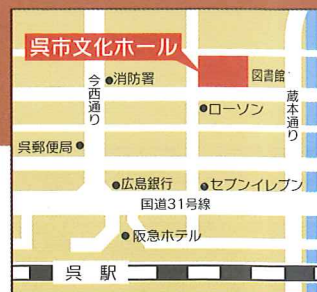 呉市文化ホール
今西通り
消防署
図書館
蔵本通り
ローソン
呉郵便局
広島銀行
セブンイレブン
国道31号線
阪急ホテル
呉駅